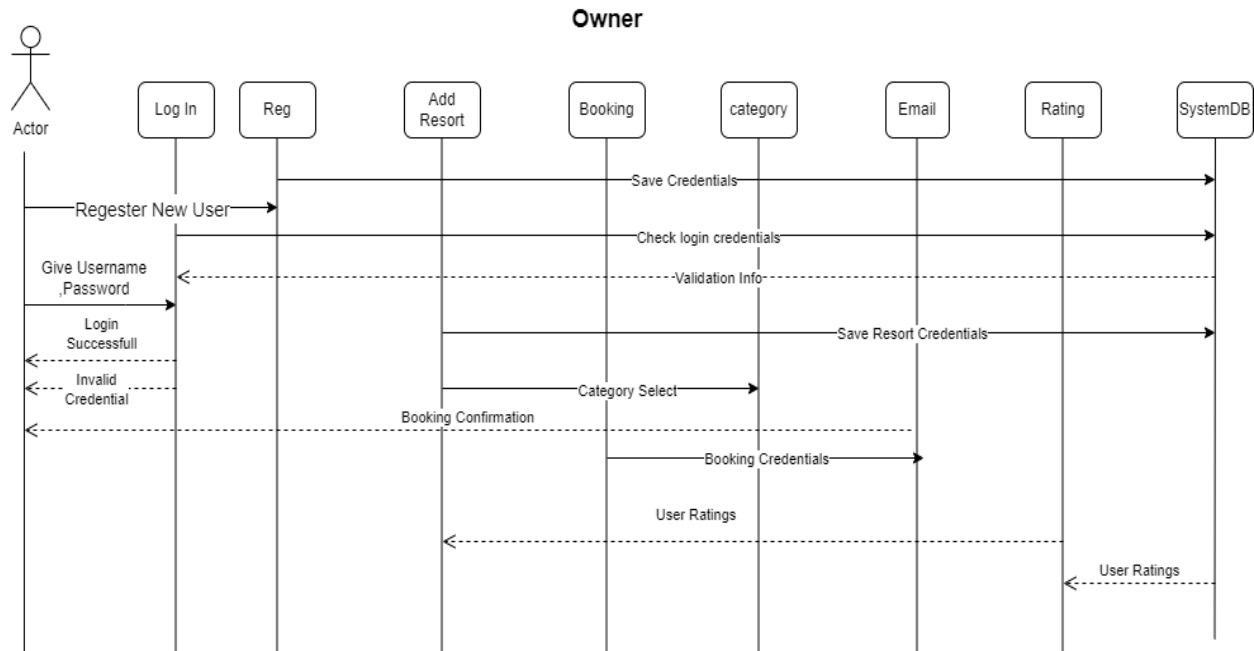 Owner
Actor
Log In
Reg
Add
Resort
Booking
category
Email
Rating
SystemDB
Save Credentials
Regester New User
Check login credentials
Give Username
,Password
Validation Info
Login
Successfull
Save Resort Credentials
Invalid
Credential
Category Select
Booking Confirmation
Booking Credentials
User Ratings
User Ratings